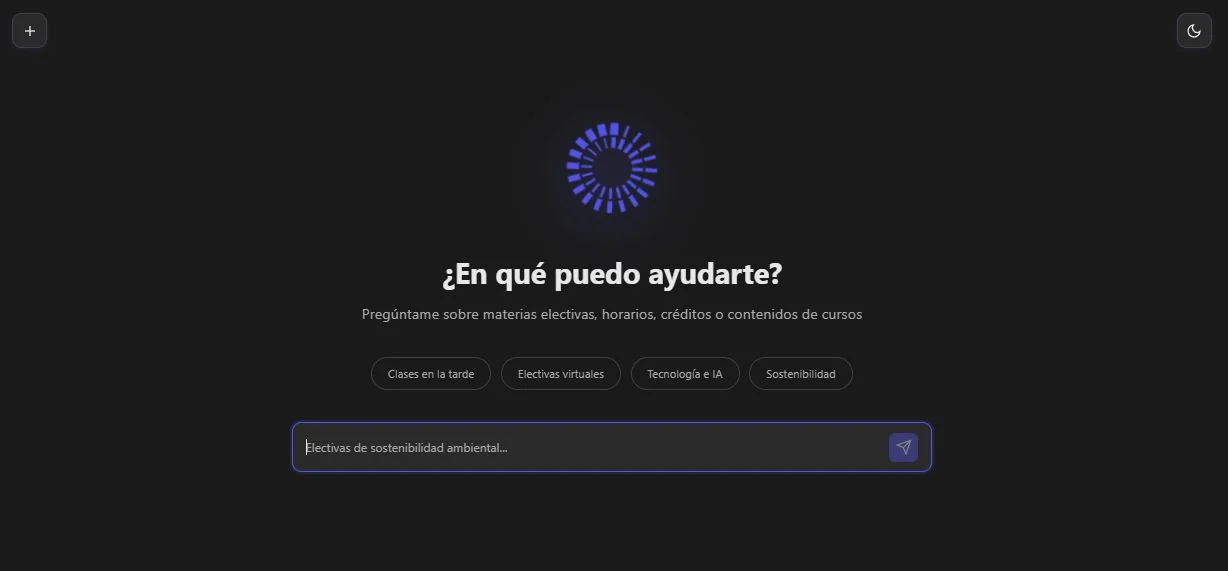 ¿En qué puedo ayudarte?
Pregúntame sobre materias electivas, horarios, créditos o contenidos de cursos
Clases en la tarde
Electivas virtuales
Tecnología e IA
Sostenibilidad
Electivas de sostenibilidad ambiental...